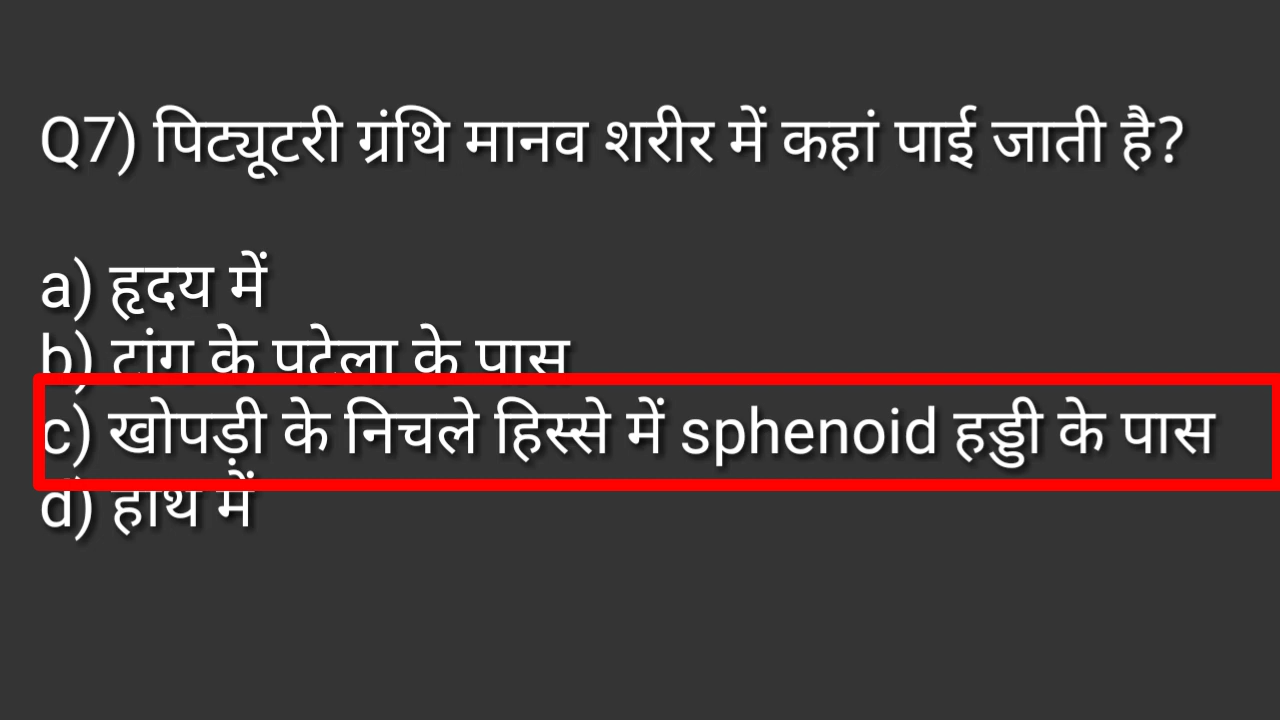 Q7) पिट्यूटरी ग्रंथि मानव शरीर में कहां पाई जाती है?
a) हृदय में
b) टांग के पटेला के पास
c) खोपड़ी के निचले हिस्से में sphenoid हड्डी के पास
d) हाथ में